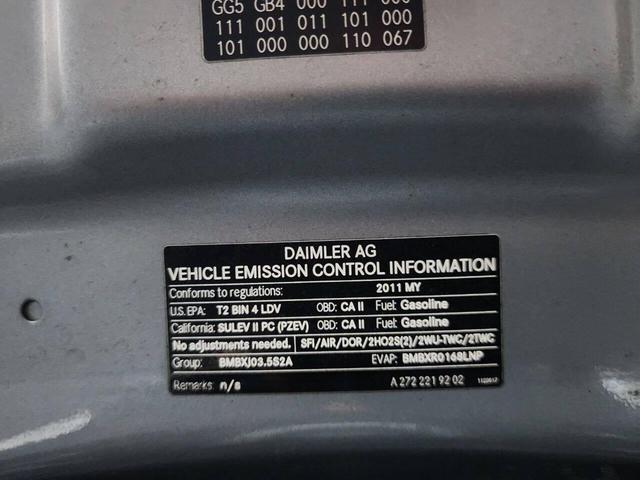 GG5 GB4 000 111 000
111 001 011 101 000
101 000 000 110 067
DAIMLER AG
VEHICLE EMISSION CONTROL INFORMATION
Conforms to regulations: 2011 MY
U.S. EPA: T2 BIN 4 LDV OBD: CA II Fuel: Gasoline
California: SULEV II PC (PZEV) OBD: CA II Fuel: Gasoline
No adjustments needed. SFI/AIR/DOR/2HO2S(2)/2WU-TWC/2TWC
Group: BMBXJ03.5S2A EVAP: BMBXR0168LNP
Remarks: n/s A 272 221 92 02